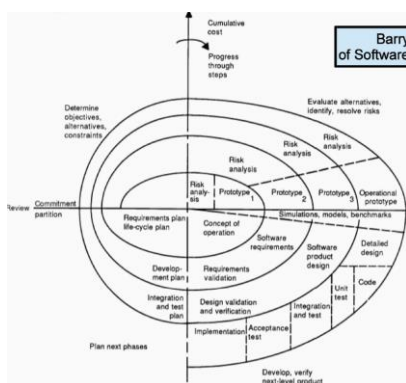 Cumulative
cost
Progress
through
steps
Barry
of Software
Determine
objectives,
alternatives,
constraints
Evaluate alternatives,
identify, resolve risks
Risk
analysis
Risk
analysis
Risk
analysis
Risk
analy-
sis
Prototype
1
Prototype
2
Prototype
3
Operational
prototype
Review
Commitment
partition
Simulations, models, benchmarks
Requirements plan
life-cycle plan
Concept of
operation
Software
requirements
Software
product
design
Detailed
design
Develop-
ment plan
Requirements
validation
Code
Unit
test
Integration
and test
plan
Design validation
and verification
Integration
and test
Acceptance
test
Implementation
Plan next phases
Develop, verify
next-level product